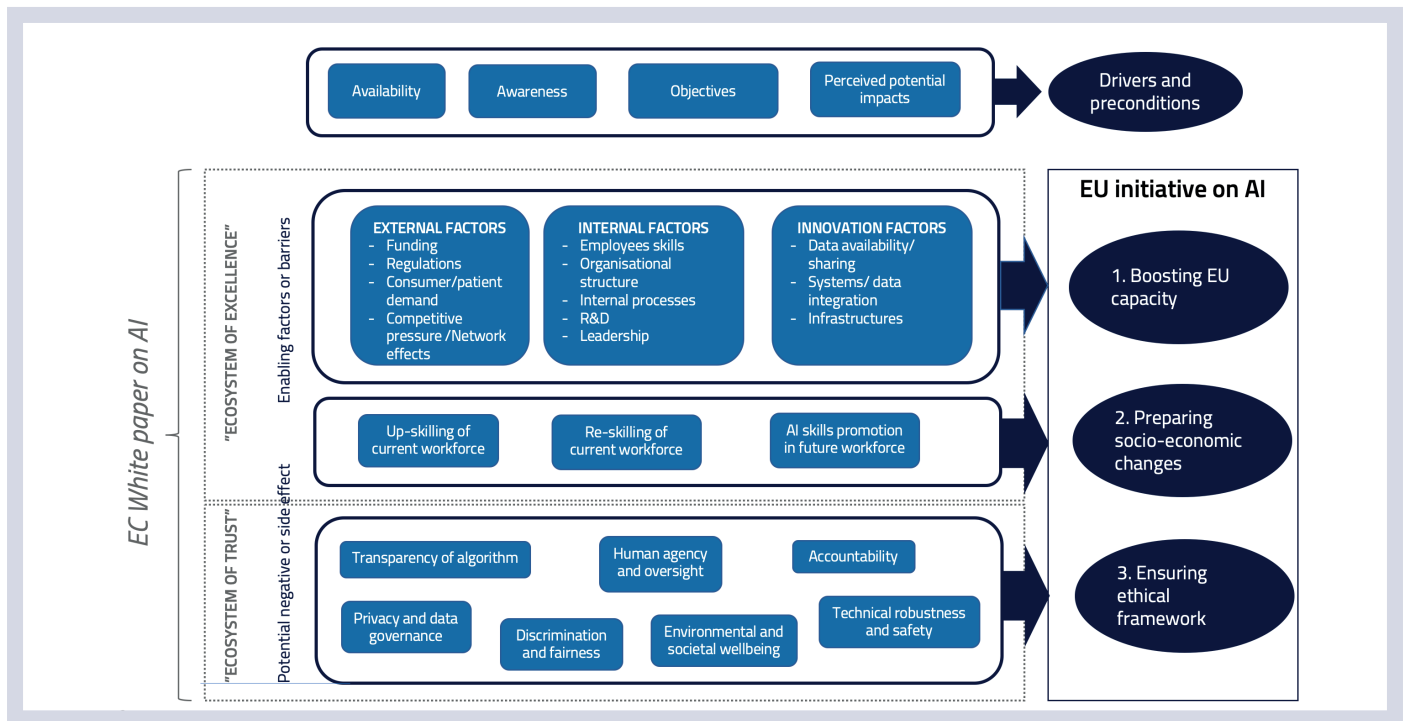 Availability
Awareness
Objectives
Perceived potential
impacts
Drivers and
preconditions
EC White paper on AI
"ECOSYSTEM OF EXCELLENCE"
Enabling factors or barriers
EXTERNAL FACTORS
- Funding
- Regulations
- Consumer/patient
demand
- Competitive
pressure /Network
effects
INTERNAL FACTORS
- Employees skills
- Organisational
structure
- Internal processes
- R&D
- Leadership
INNOVATION FACTORS
- Data availability/
sharing
- Systems/ data
integration
- Infrastructures
EU initiative on AI
1. Boosting EU
capacity
Up-skilling of
current workforce
Re-skilling of
current workforce
AI skills promotion
in future workforce
2. Preparing
socio-economic
changes
"ECOSYSTEM OF TRUST"
Potential negative or side effect
Transparency of algorithm
Human agency
and oversight
Accountability
Privacy and data
governance
Discrimination
and fairness
Environmental and
societal wellbeing
Technical robustness
and safety
3. Ensuring
ethical
framework